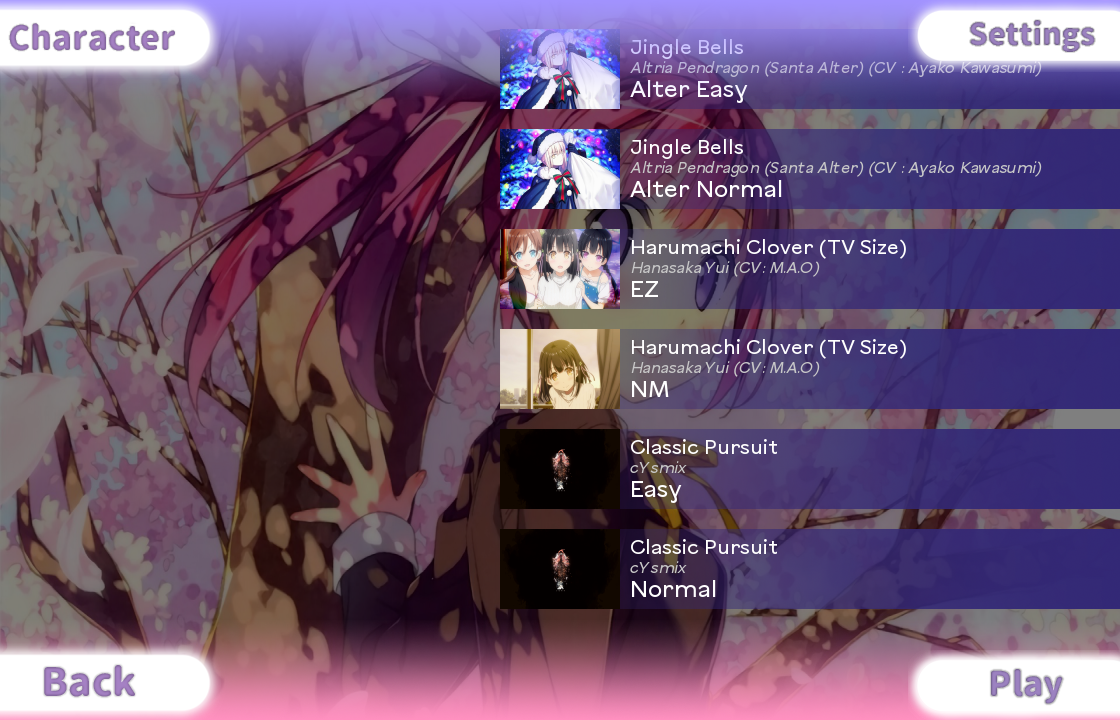 Character
Settings
Jingle Bells
Altria Pendragon (Santa Alter) (CV : Ayako Kawasumi)
Alter Easy
Jingle Bells
Altria Pendragon (Santa Alter) (CV : Ayako Kawasumi)
Alter Normal
Harumachi Clover (TV Size)
Hanasaka Yui (CV: M.A.O)
EZ
Harumachi Clover (TV Size)
Hanasaka Yui (CV: M.A.O)
NM
Classic Pursuit
cYsmix
Easy
Classic Pursuit
cYsmix
Normal
Back
Play